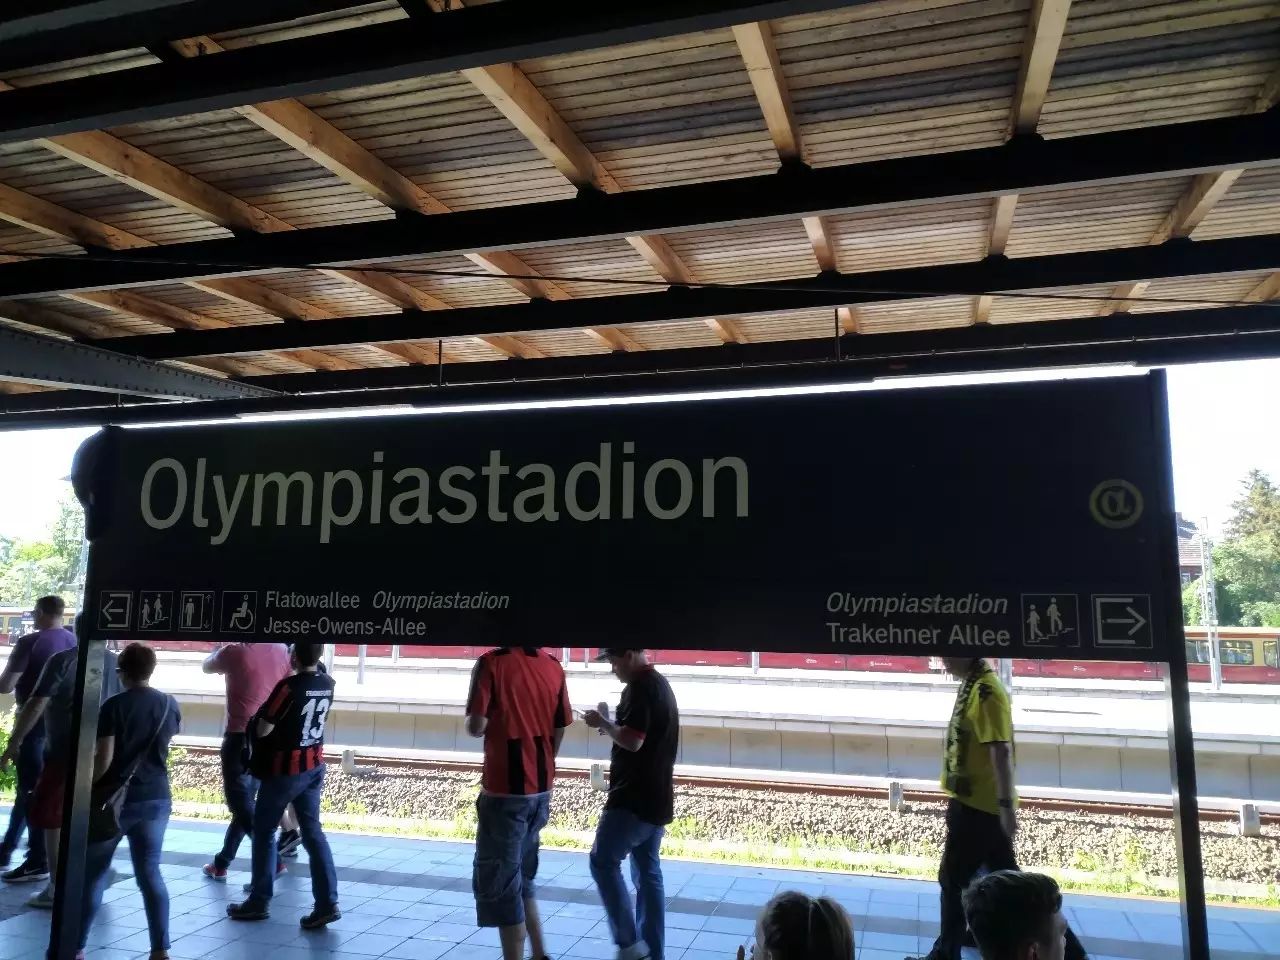 Olympiastadion
@
Flatowallee Olympiastadion
Jesse-Owens-Allee
Olympiastadion
Trakehner Allee
13